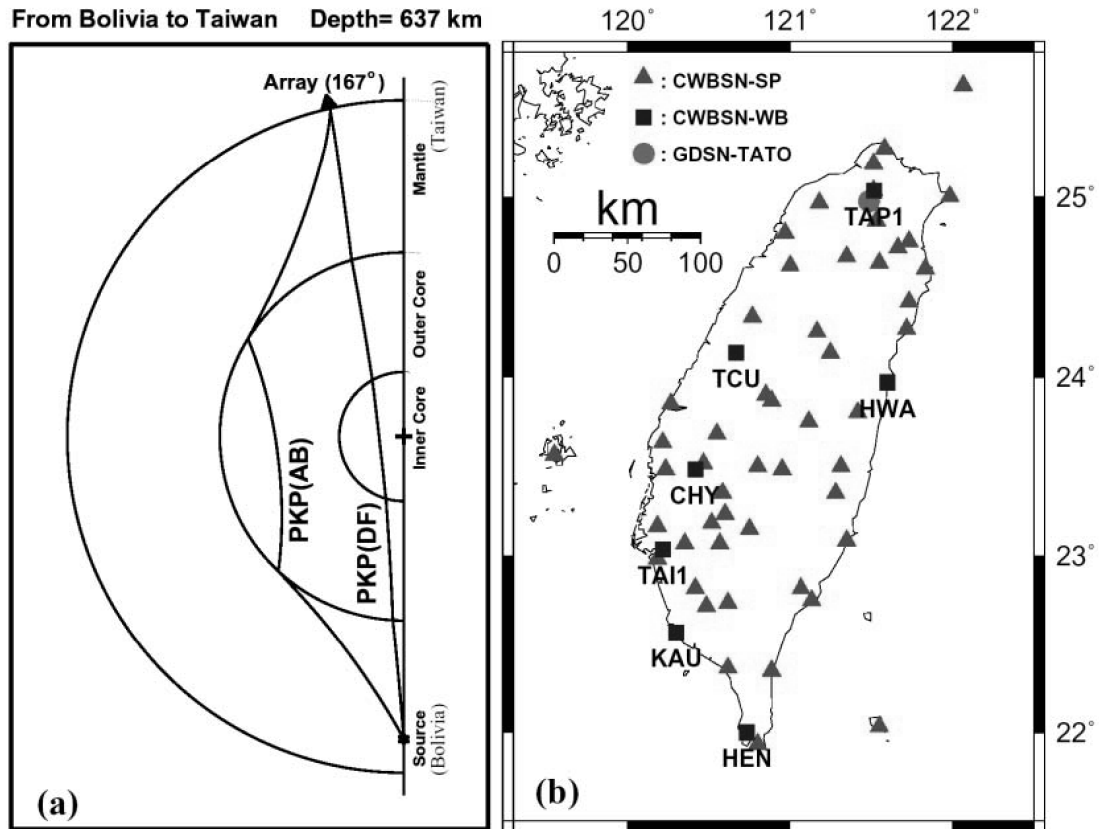 From Bolivia to Taiwan Depth= 637 km
Array (167°)
Mantle
(Taiwan)
Outer Core
Inner Core
PKP(AB)
PKP(DF)
Source
(Bolivia)
(a)
120° 121° 122°
: CWBSN-SP
: CWBSN-WB
: GDSN-TATO
km
0 50 100
25°
TAP1
24°
TCU
HWA
CHY
23°
TAI1
KAU
22°
HEN
(b)